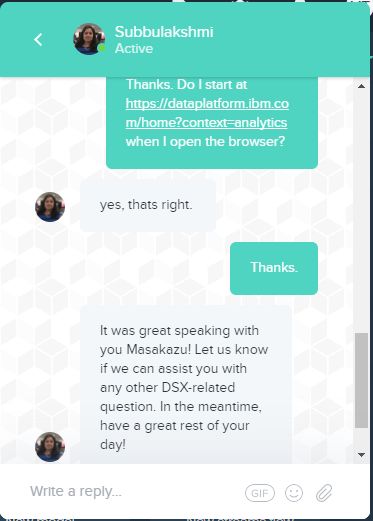 Subbulakshmi
Active
Thanks. Do I start at
https://dataplatform.ibm.co
m/home?context=analytics
when I open the browser?
yes, thats right.
Thanks.
It was great speaking with
you Masakazu! Let us know
if we can assist you with
any other DSX-related
question. In the meantime,
have a great rest of your
day!
Write a reply...
GIF